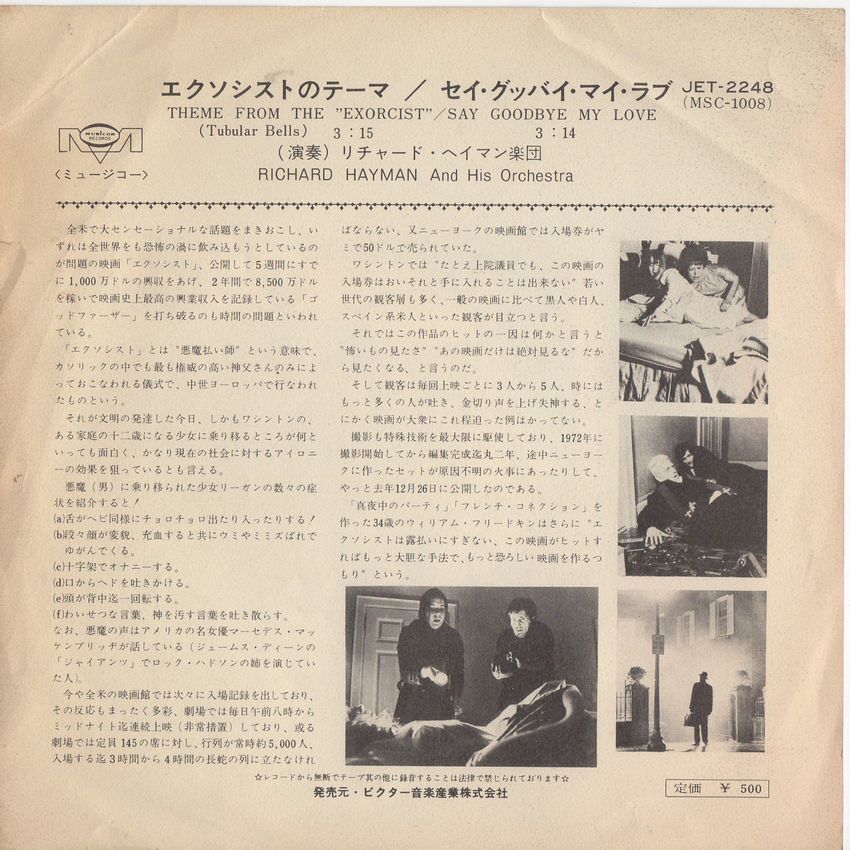 エクソシストのテーマ / セイ・グッバイ・マイ・ラブ JET-2248
THEME FROM THE "EXORCIST"/SAY GOODBYE MY LOVE (MSC-1008)
(Tubular Bells) 3:15 3:14
(演奏)リチャード・ヘイマン楽団
RICHARD HAYMAN And His Orchestra
musicor
RECORDS
<ミュージコー>
全米で大センセーショナルな話題をまきおこし、い
ずれは全世界をも恐怖の渦に飲み込もうとしているの
が問題の映画「エクソシスト」、公開して5週間にすで
に1,000万ドルの興収をあげ、2年間で8,500万ドル
を稼いで映画史上最高の興業収入を記録している「ゴ
ッドファーザー」を打ち破るのも時間の問題といわれ
ている。
「エクソシスト」とは"悪魔払い師"という意味で、
カソリックの中でも最も権威の高い神父さんのみによ
っておこなわれる儀式で、中世ヨーロッパで行なわれ
たものという。
それが文明の発達した今日、しかもワシントンの、
ある家庭の十二歳になる少女に乗り移るところが何と
いっても面白く、かなり現在の社会に対するアイロニ
ーの効果を狙っているとも言える。
悪魔(男)に乗り移られた少女リーガンの数々の症
状を紹介すると!
(a)舌がヘビ同様にチョロチョロ出たり入ったりする!
(b)段々顔が変貌、充血すると共にウミやミミズばれで
ゆがんでくる。
(c)十字架でオナニーする。
(d)口からヘドを吐きかける。
(e)頭が背中迄一回転する。
(f)わいせつな言葉、神を汚す言葉を吐き散らす。
なお、悪魔の声はアメリカの名女優マーセデス・マッ
ケンブリッヂが話している(ジェームス・ディーンの
「ジャイアンツ」でロック・ハドソンの姉を演じてい
た人)。
今や全米の映画館では次々に入場記録を出しており、
その反応もまったく多彩、劇場では毎日午前八時から
ミッドナイト迄連続上映(非常措置)しており、或る
劇場では定員145の席に対し、行列が常時約5,000人、
入場する迄3時間から4時間の長蛇の列に立たなけれ
ばならない、又ニューヨークの映画館では入場券がヤ
ミで50ドルで売られていた。
ワシントンでは"たとえ上院議員でも、この映画の
入場券はおいそれと手に入れることは出来ない"若い
世代の観客層も多く、一般の映画に比べて黒人や白人、
スペイン系米人といった観客が目立つと言う。
それではこの作品のヒットの一因は何かと言うと
"怖いもの見たさ""あの映画だけは絶対見るな"だか
ら見たくなる、と言うのだ。
そして観客は毎回上映ごとに3人から5人、時には
もっと多くの人が吐き、金切り声を上げ失神する、と
にかく映画が大衆にこれ程迫った例はかってない。
撮影も特殊技術を最大限に駆使しており、1972年に
撮影開始してから編集完成迄丸二年、途中ニューヨー
クに作ったセットが原因不明の火事にあったりして、
やっと去年12月26日に公開したのである。
「真夜中のパーティ」「フレンチ・コネクション」を
作った34歳のウィリアム・フリードキンはさらに"エ
クソシストは露払いにすぎない、この映画がヒットす
ればもっと大胆な手法で、もっと恐ろしい映画を作るつ
もり"という。
☆レコードから無断でテープ其の他に録音することは法律で禁じられております☆
発売元・ビクター音楽産業株式会社
定価 ¥ 500